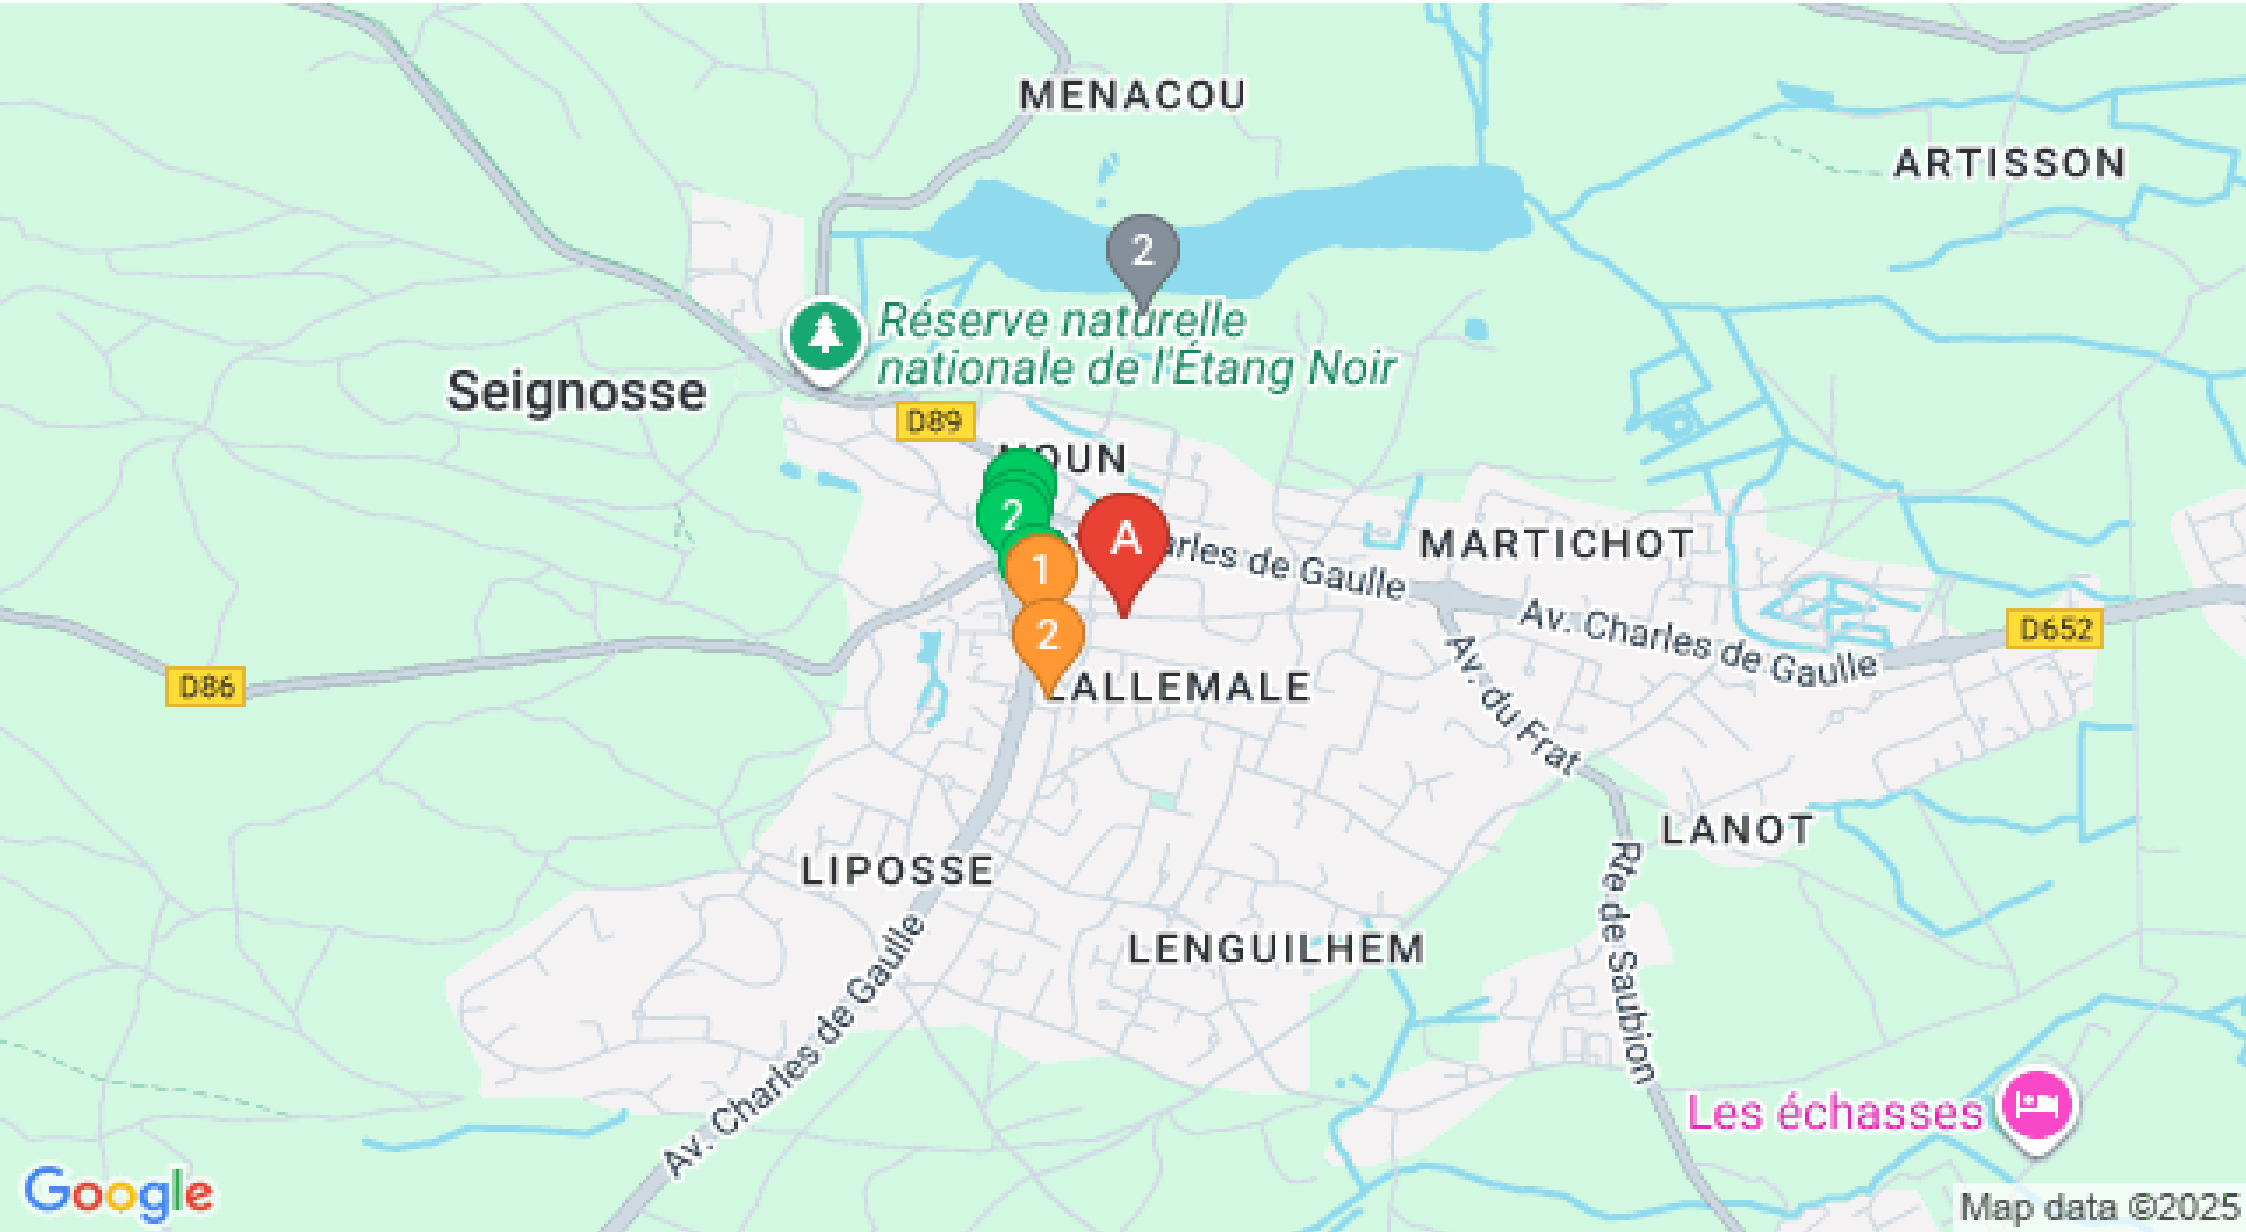 MENACOU
ARTISSON
2
Réserve naturelle
nationale de l'Étang Noir
Seignosse
D89
2
A
1
Charles de Gaulle
MARTICHOT
Av. Charles de Gaulle
D652
2
LALLEMALE
D86
Av. du Frat
LANOT
LIPOSSE
Rte de Saubion
LENGUILHEM
Av. Charles de Gaulle
Les échasses
Google
Map data ©2025